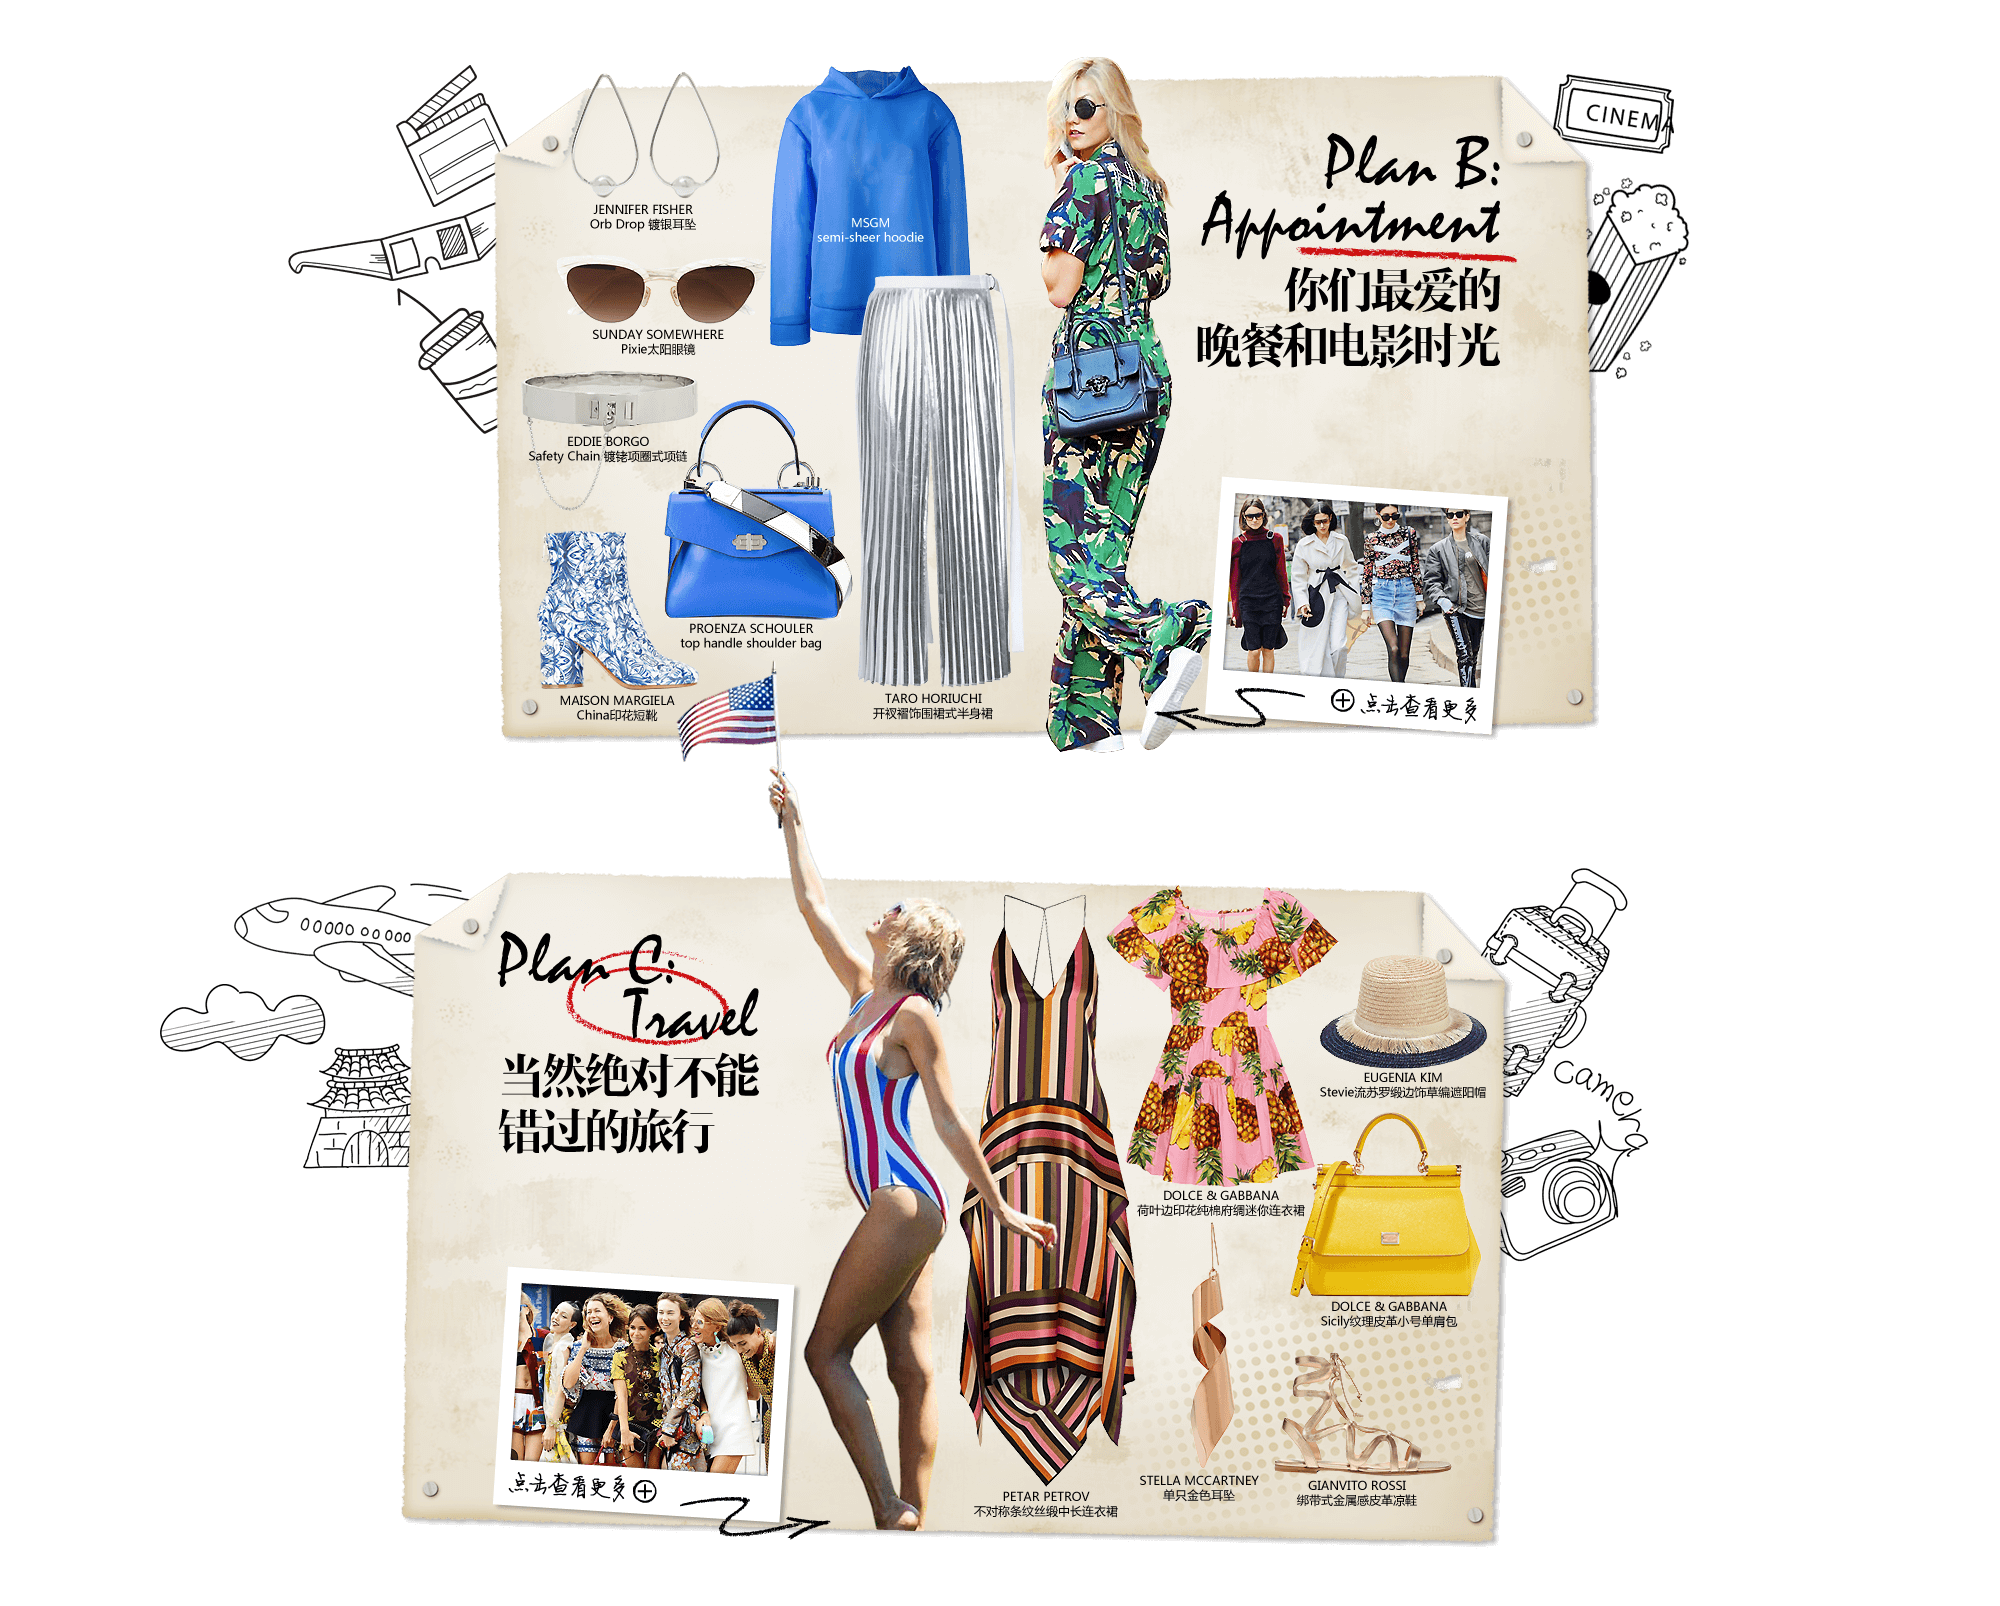 CINEMA
Plan B:
Appointment
你们最爱的
晚餐和电影时光
JENNIFER FISHER
Orb Drop 镀银耳坠
MSGM
semi-sheer hoodie
SUNDAY SOMEWHERE
Pixie太阳眼镜
EDDIE BORGO
Safety Chain 镀铑项圈式项链
PROENZA SCHOULER
top handle shoulder bag
MAISON MARGIELA
China印花短靴
TARO HORIUCHI
开衩褶饰围裙式半身裙
点击查看更多
Plan C:
Travel
当然绝对不能
错过的旅行
EUGENIA KIM
Stevie流苏罗缎边饰草编遮阳帽
camera
DOLCE & GABBANA
荷叶边印花纯棉府绸迷你连衣裙
DOLCE & GABBANA
Sicily纹理皮革小号单肩包
STELLA MCCARTNEY
单只金色耳坠
GIANVITO ROSSI
绑带式金属感皮革凉鞋
PETAR PETROV
不对称条纹丝缎中长连衣裙
点击查看更多